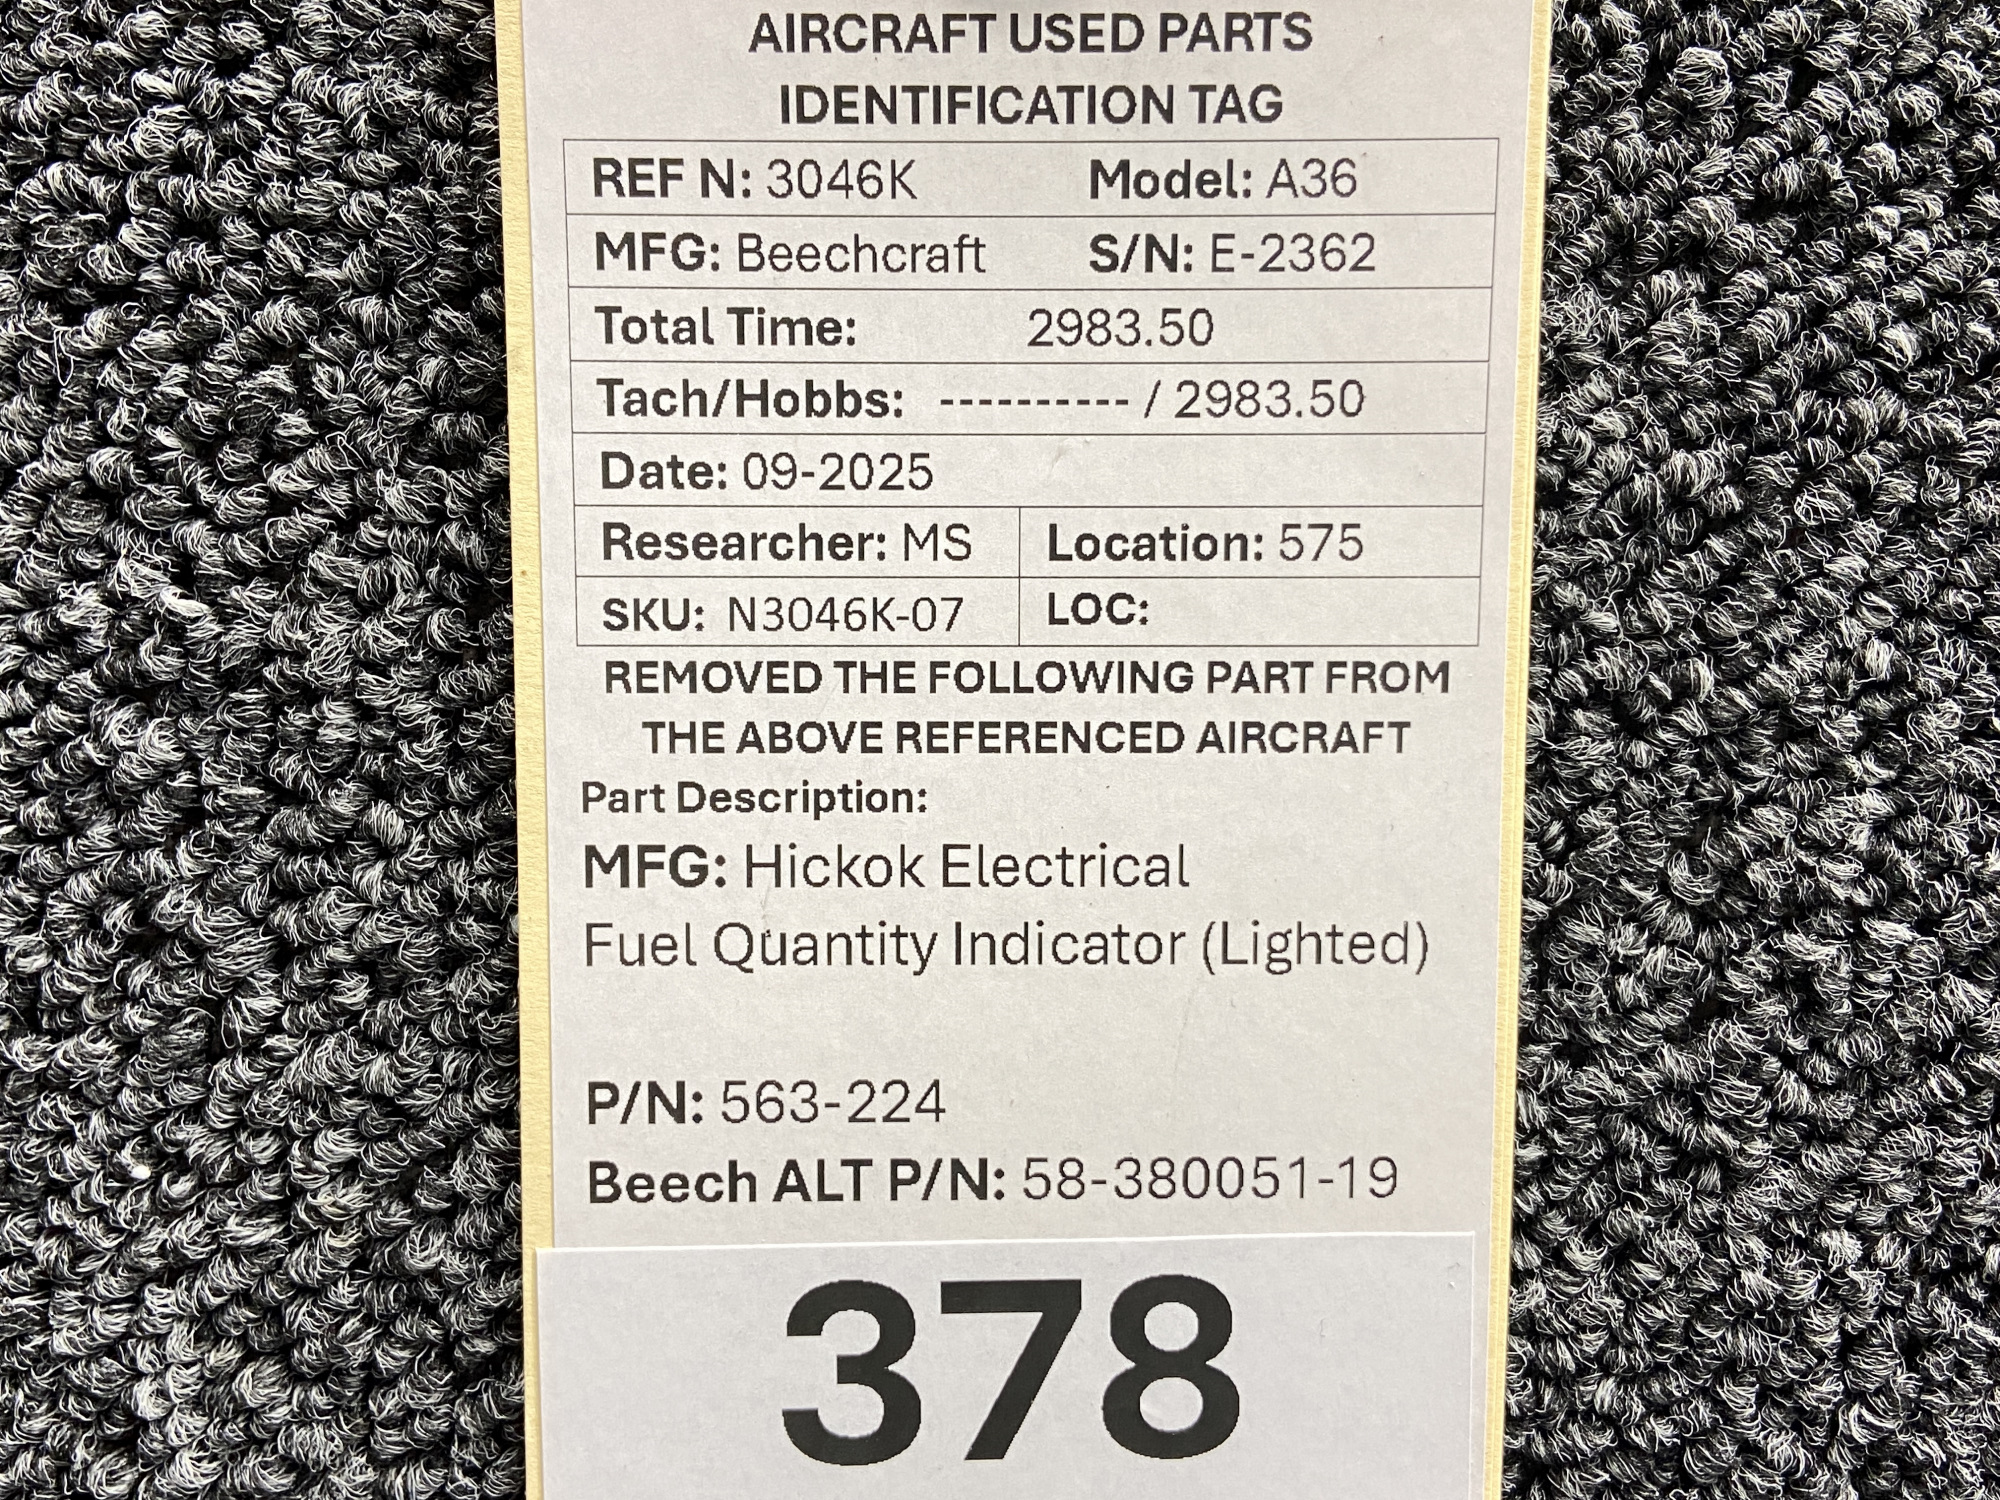 AIRCRAFT USED PARTS
IDENTIFICATION TAG
REF N: 3046K Model: A36
MFG: Beechcraft S/N: E-2362
Total Time: 2983.50
Tach/Hobbs: ---------- / 2983.50
Date: 09-2025
Researcher: MS Location: 575
SKU: N3046K-07 LOC:
REMOVED THE FOLLOWING PART FROM
THE ABOVE REFERENCED AIRCRAFT
Part Description:
MFG: Hickok Electrical
Fuel Quantity Indicator (Lighted)
P/N: 563-224
Beech ALT P/N: 58-380051-19
378